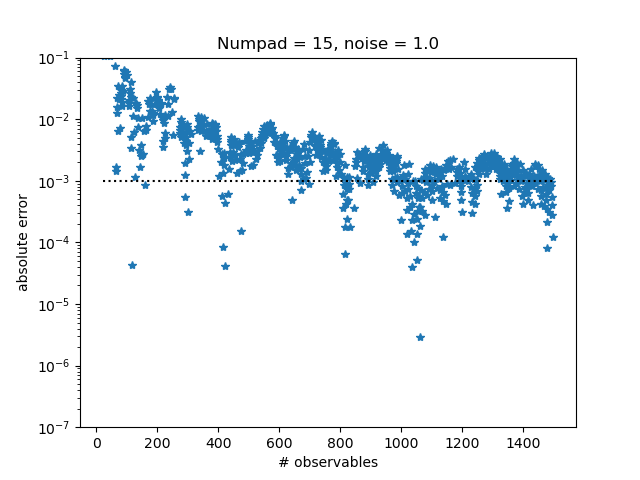 Numpad = 15, noise = 1.0
10⁻¹
10⁻²
10⁻³
10⁻⁴
10⁻⁵
10⁻⁶
10⁻⁷
absolute error
0 200 400 600 800 1000 1200 1400
# observables